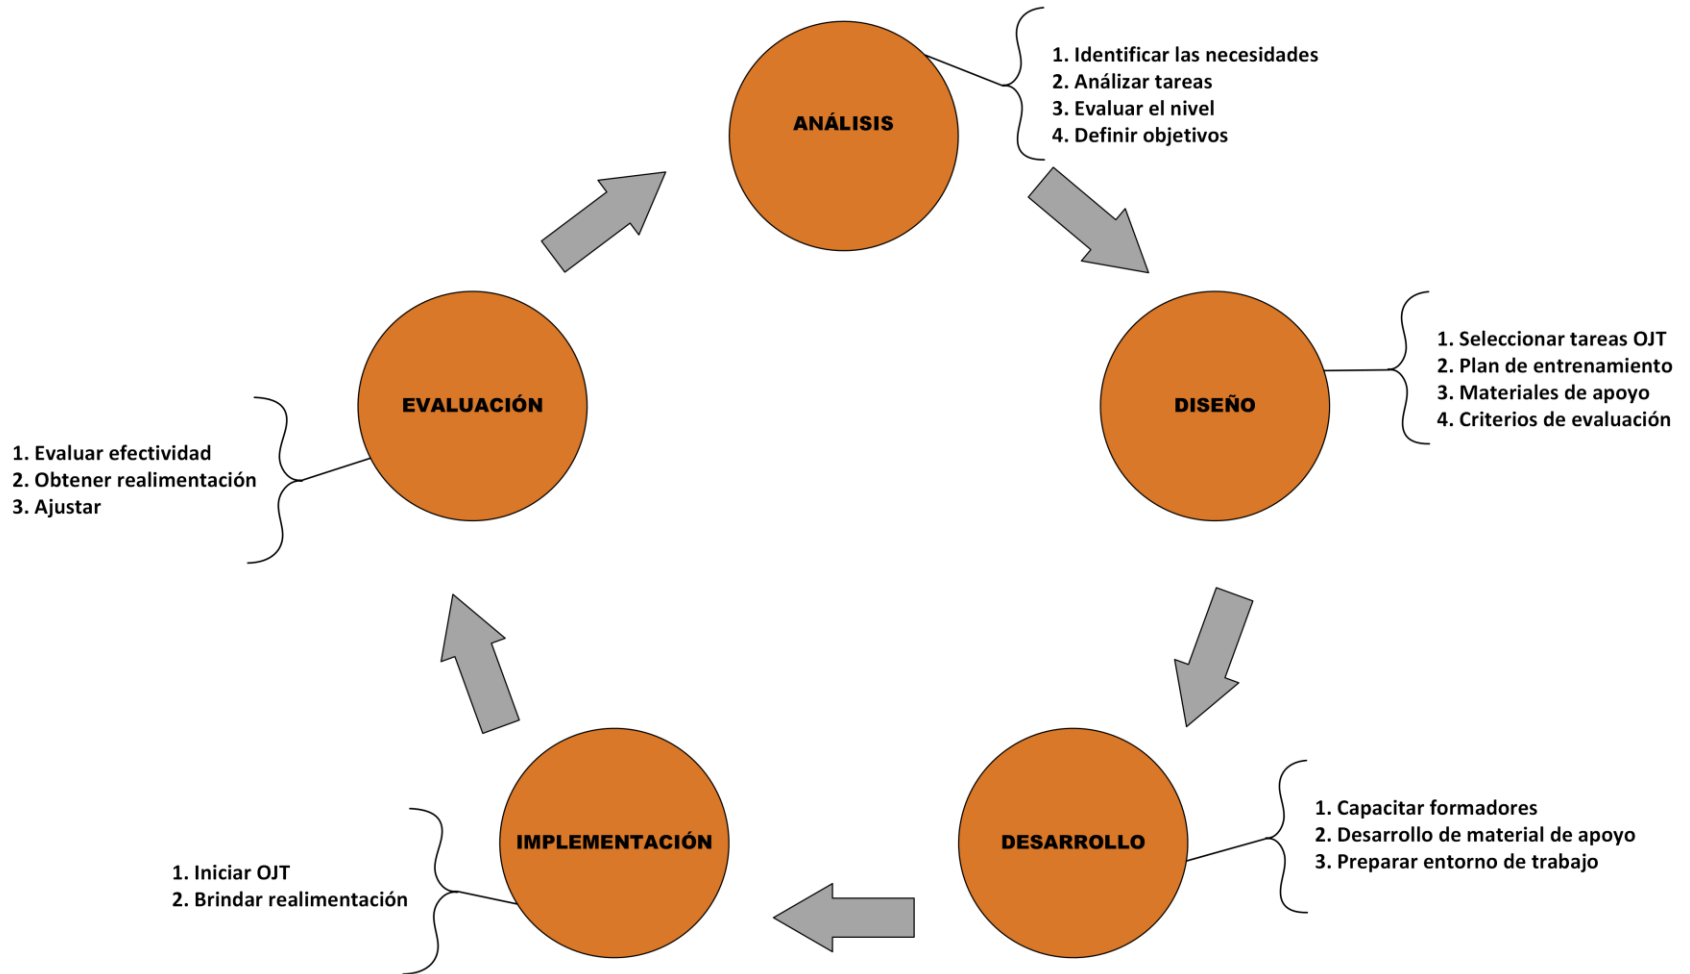 ANÁLISIS
1. Identificar las necesidades
2. Análizar tareas
3. Evaluar el nivel
4. Definir objetivos
DISEÑO
1. Seleccionar tareas OJT
2. Plan de entrenamiento
3. Materiales de apoyo
4. Criterios de evaluación
DESARROLLO
1. Capacitar formadores
2. Desarrollo de material de apoyo
3. Preparar entorno de trabajo
IMPLEMENTACIÓN
1. Iniciar OJT
2. Brindar realimentación
EVALUACIÓN
1. Evaluar efectividad
2. Obtener realimentación
3. Ajustar